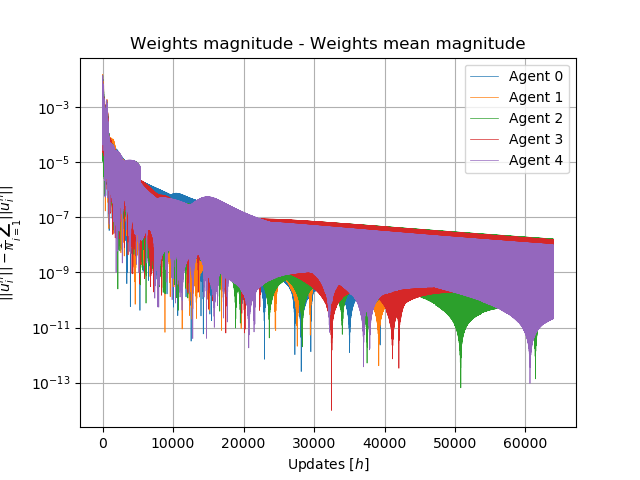 Weights magnitude - Weights mean magnitude
Agent 0
Agent 1
Agent 2
Agent 3
Agent 4
10⁻³
10⁻⁵
10⁻⁷
10⁻⁹
10⁻¹¹
10⁻¹³
0 10000 20000 30000 40000 50000 60000
Updates [h]